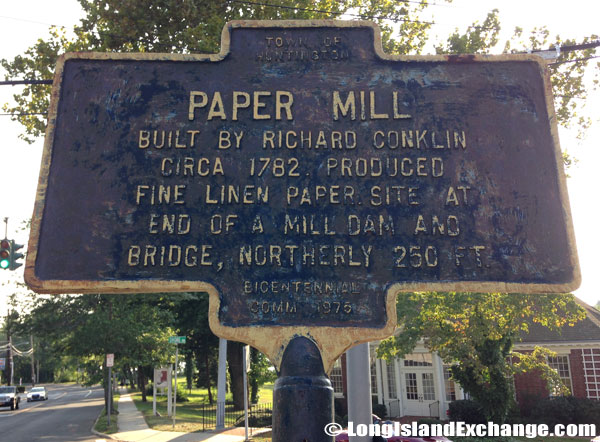 TOWN OF
HUNTINGTON
PAPER MILL
BUILT BY RICHARD CONKLIN
CIRCA 1782. PRODUCED
FINE LINEN PAPER. SITE AT
END OF A MILL DAM AND
BRIDGE, NORTHERLY 250 FT.
BICENTENNIAL
COMM. 1976
© LongIslandExchange.com